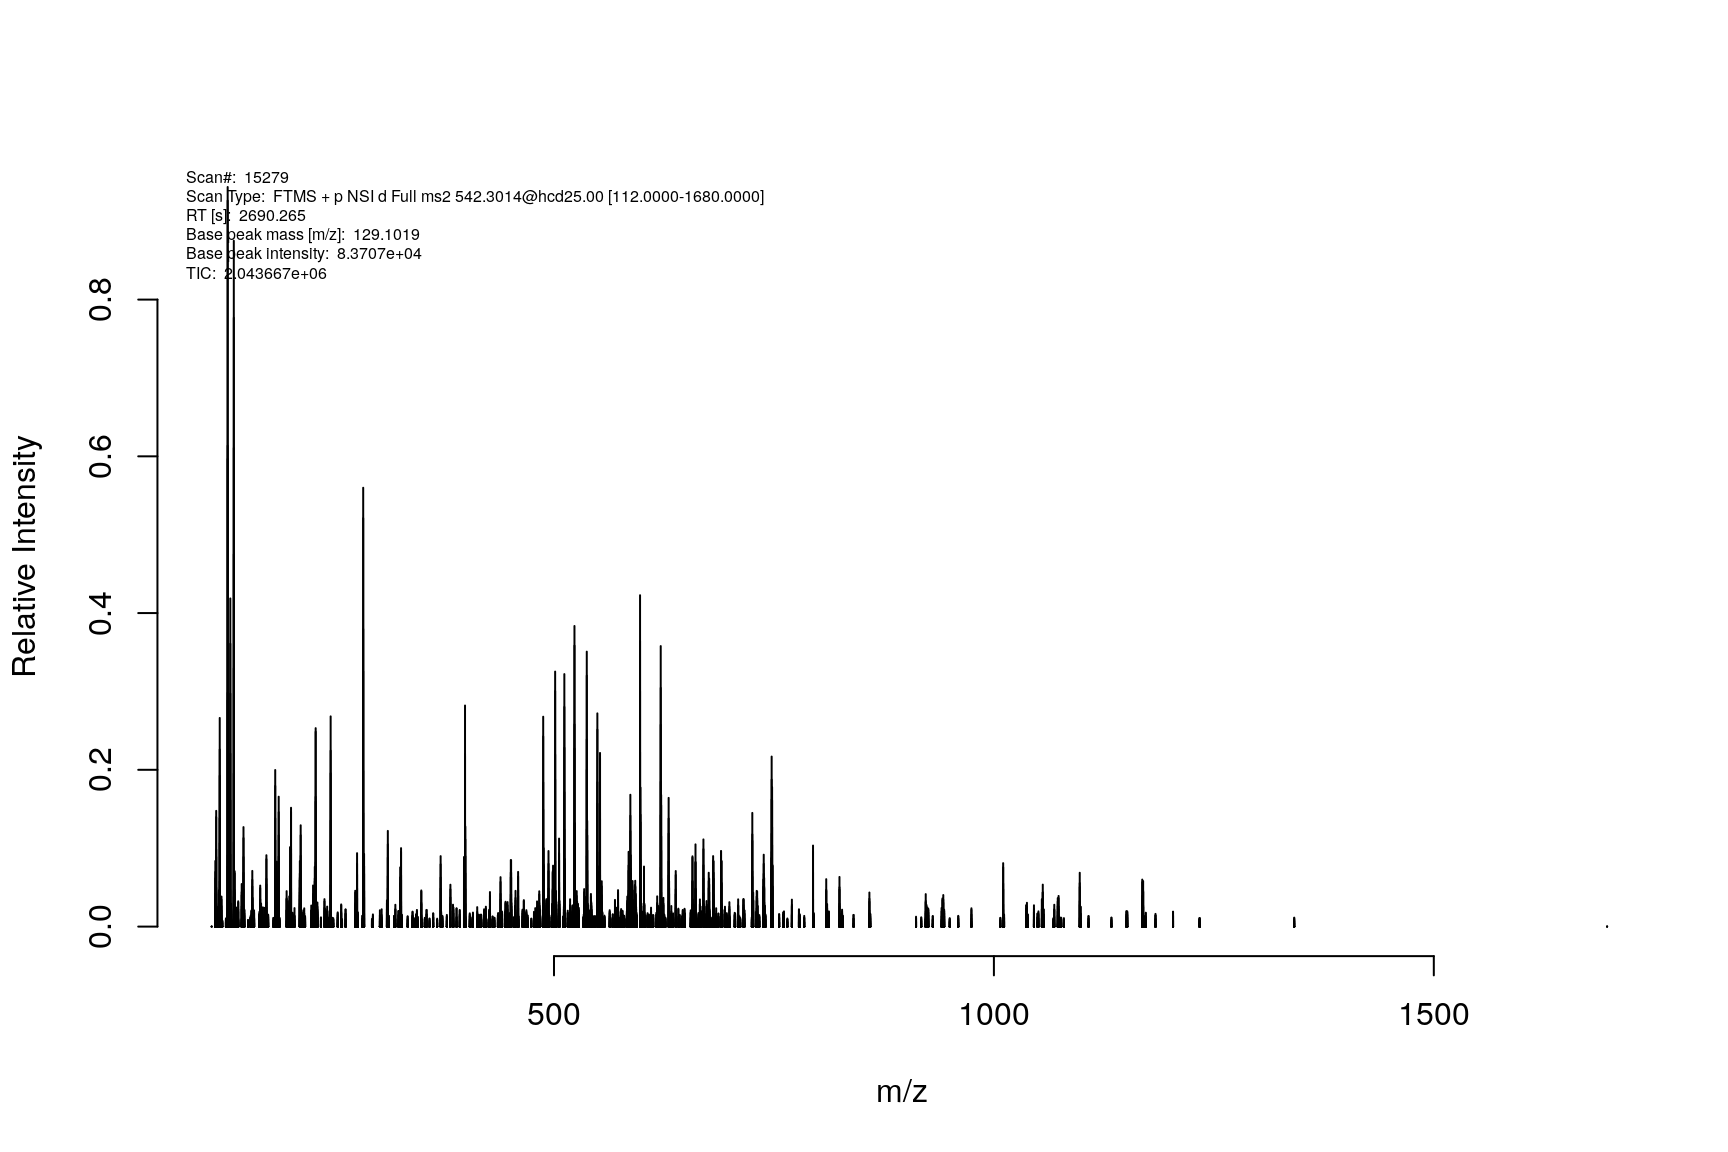 Scan#: 15279
Scan Type: FTMS + p NSI d Full ms2 542.3014@hcd25.00 [112.0000-1680.0000]
RT [s]: 2690.265
Base peak mass [m/z]: 129.1019
Base peak intensity: 8.3707e+04
TIC: 2.043667e+06
0.8
0.6
0.4
0.2
0.0
Relative Intensity
500 1000 1500
m/z